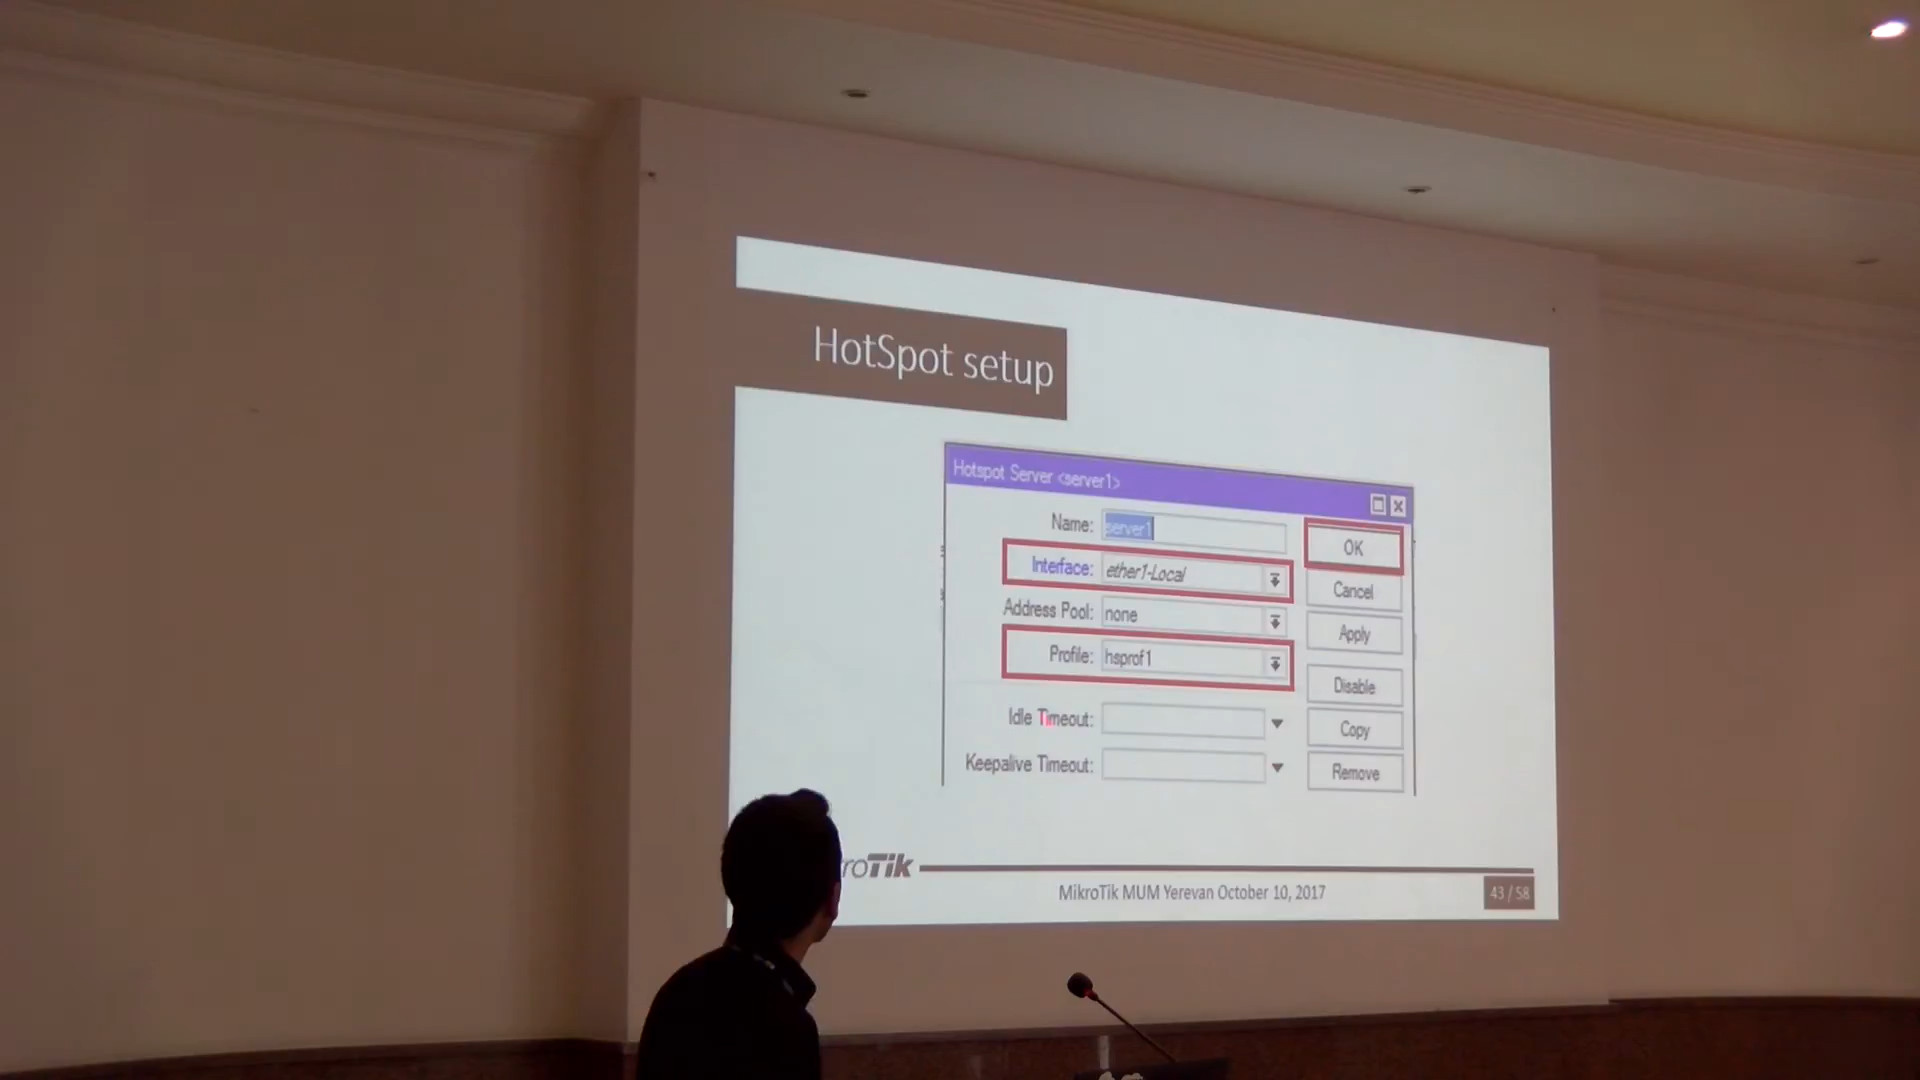 HotSpot setup
Hotspot Server <server1>
Name: server1
OK
Interface: ether1-Local
Cancel
Address Pool: none
Apply
Profile: hsprof1
Disable
Idle Timeout:
Copy
Keepalive Timeout:
Remove
roTik
MikroTik MUM Yerevan October 10, 2017
43 / 58